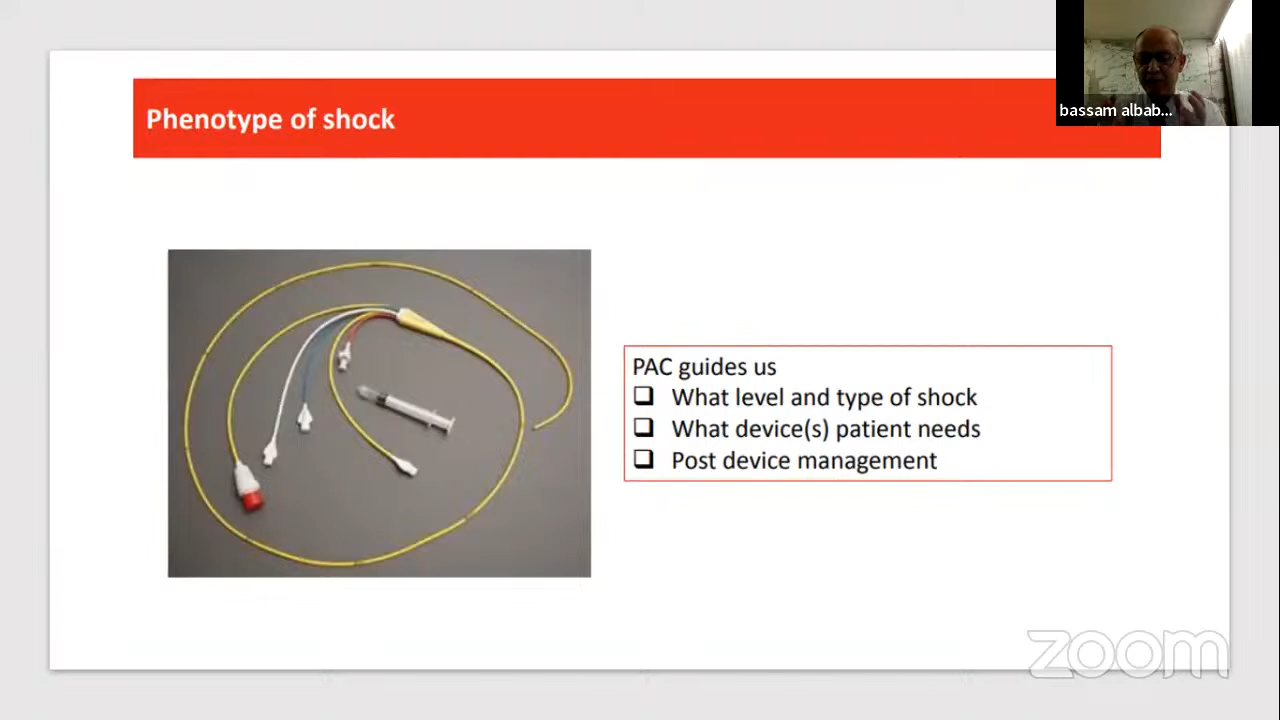 Phenotype of shock
bassam albab...
PAC guides us
What level and type of shock
What device(s) patient needs
Post device management
zoom